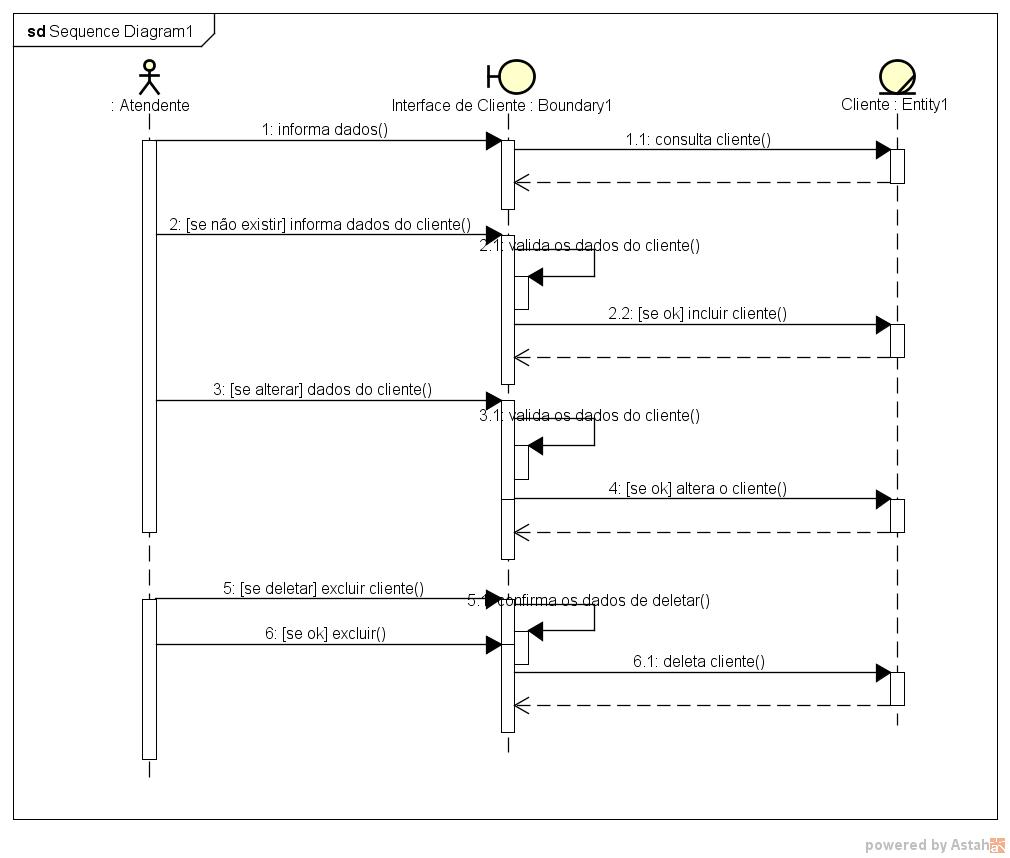 sd Sequence Diagram1
: Atendente
Interface de Cliente : Boundary1
Cliente : Entity1
1: informa dados()
1.1: consulta cliente()
2: [se não existir] informa dados do cliente()
2.1: valida os dados do cliente()
2.2: [se ok] incluir cliente()
3: [se alterar] dados do cliente()
3.1: valida os dados do cliente()
4: [se ok] altera o cliente()
5: [se deletar] excluir cliente()
5.1: confirma os dados de deletar()
6: [se ok] excluir()
6.1: deleta cliente()
powered by Astah